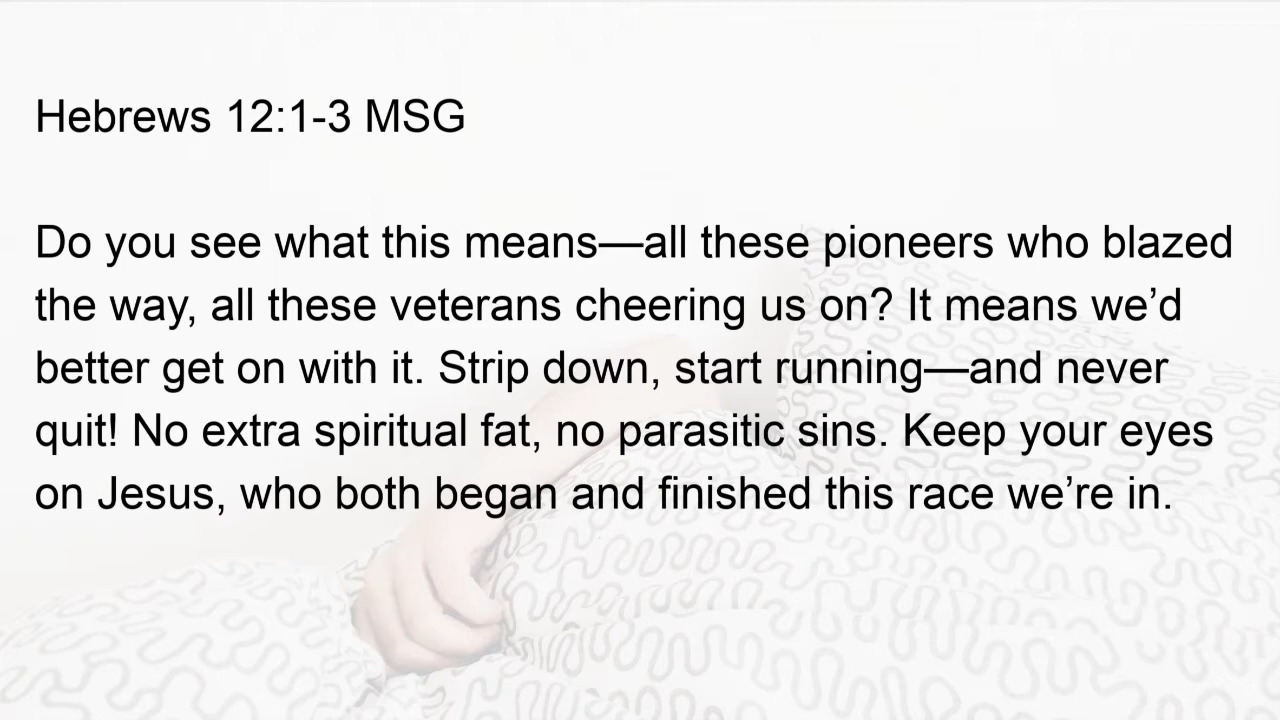 Hebrews 12:1-3 MSG
Do you see what this means—all these pioneers who blazed
the way, all these veterans cheering us on? It means we’d
better get on with it. Strip down, start running—and never
quit! No extra spiritual fat, no parasitic sins. Keep your eyes
on Jesus, who both began and finished this race we’re in.